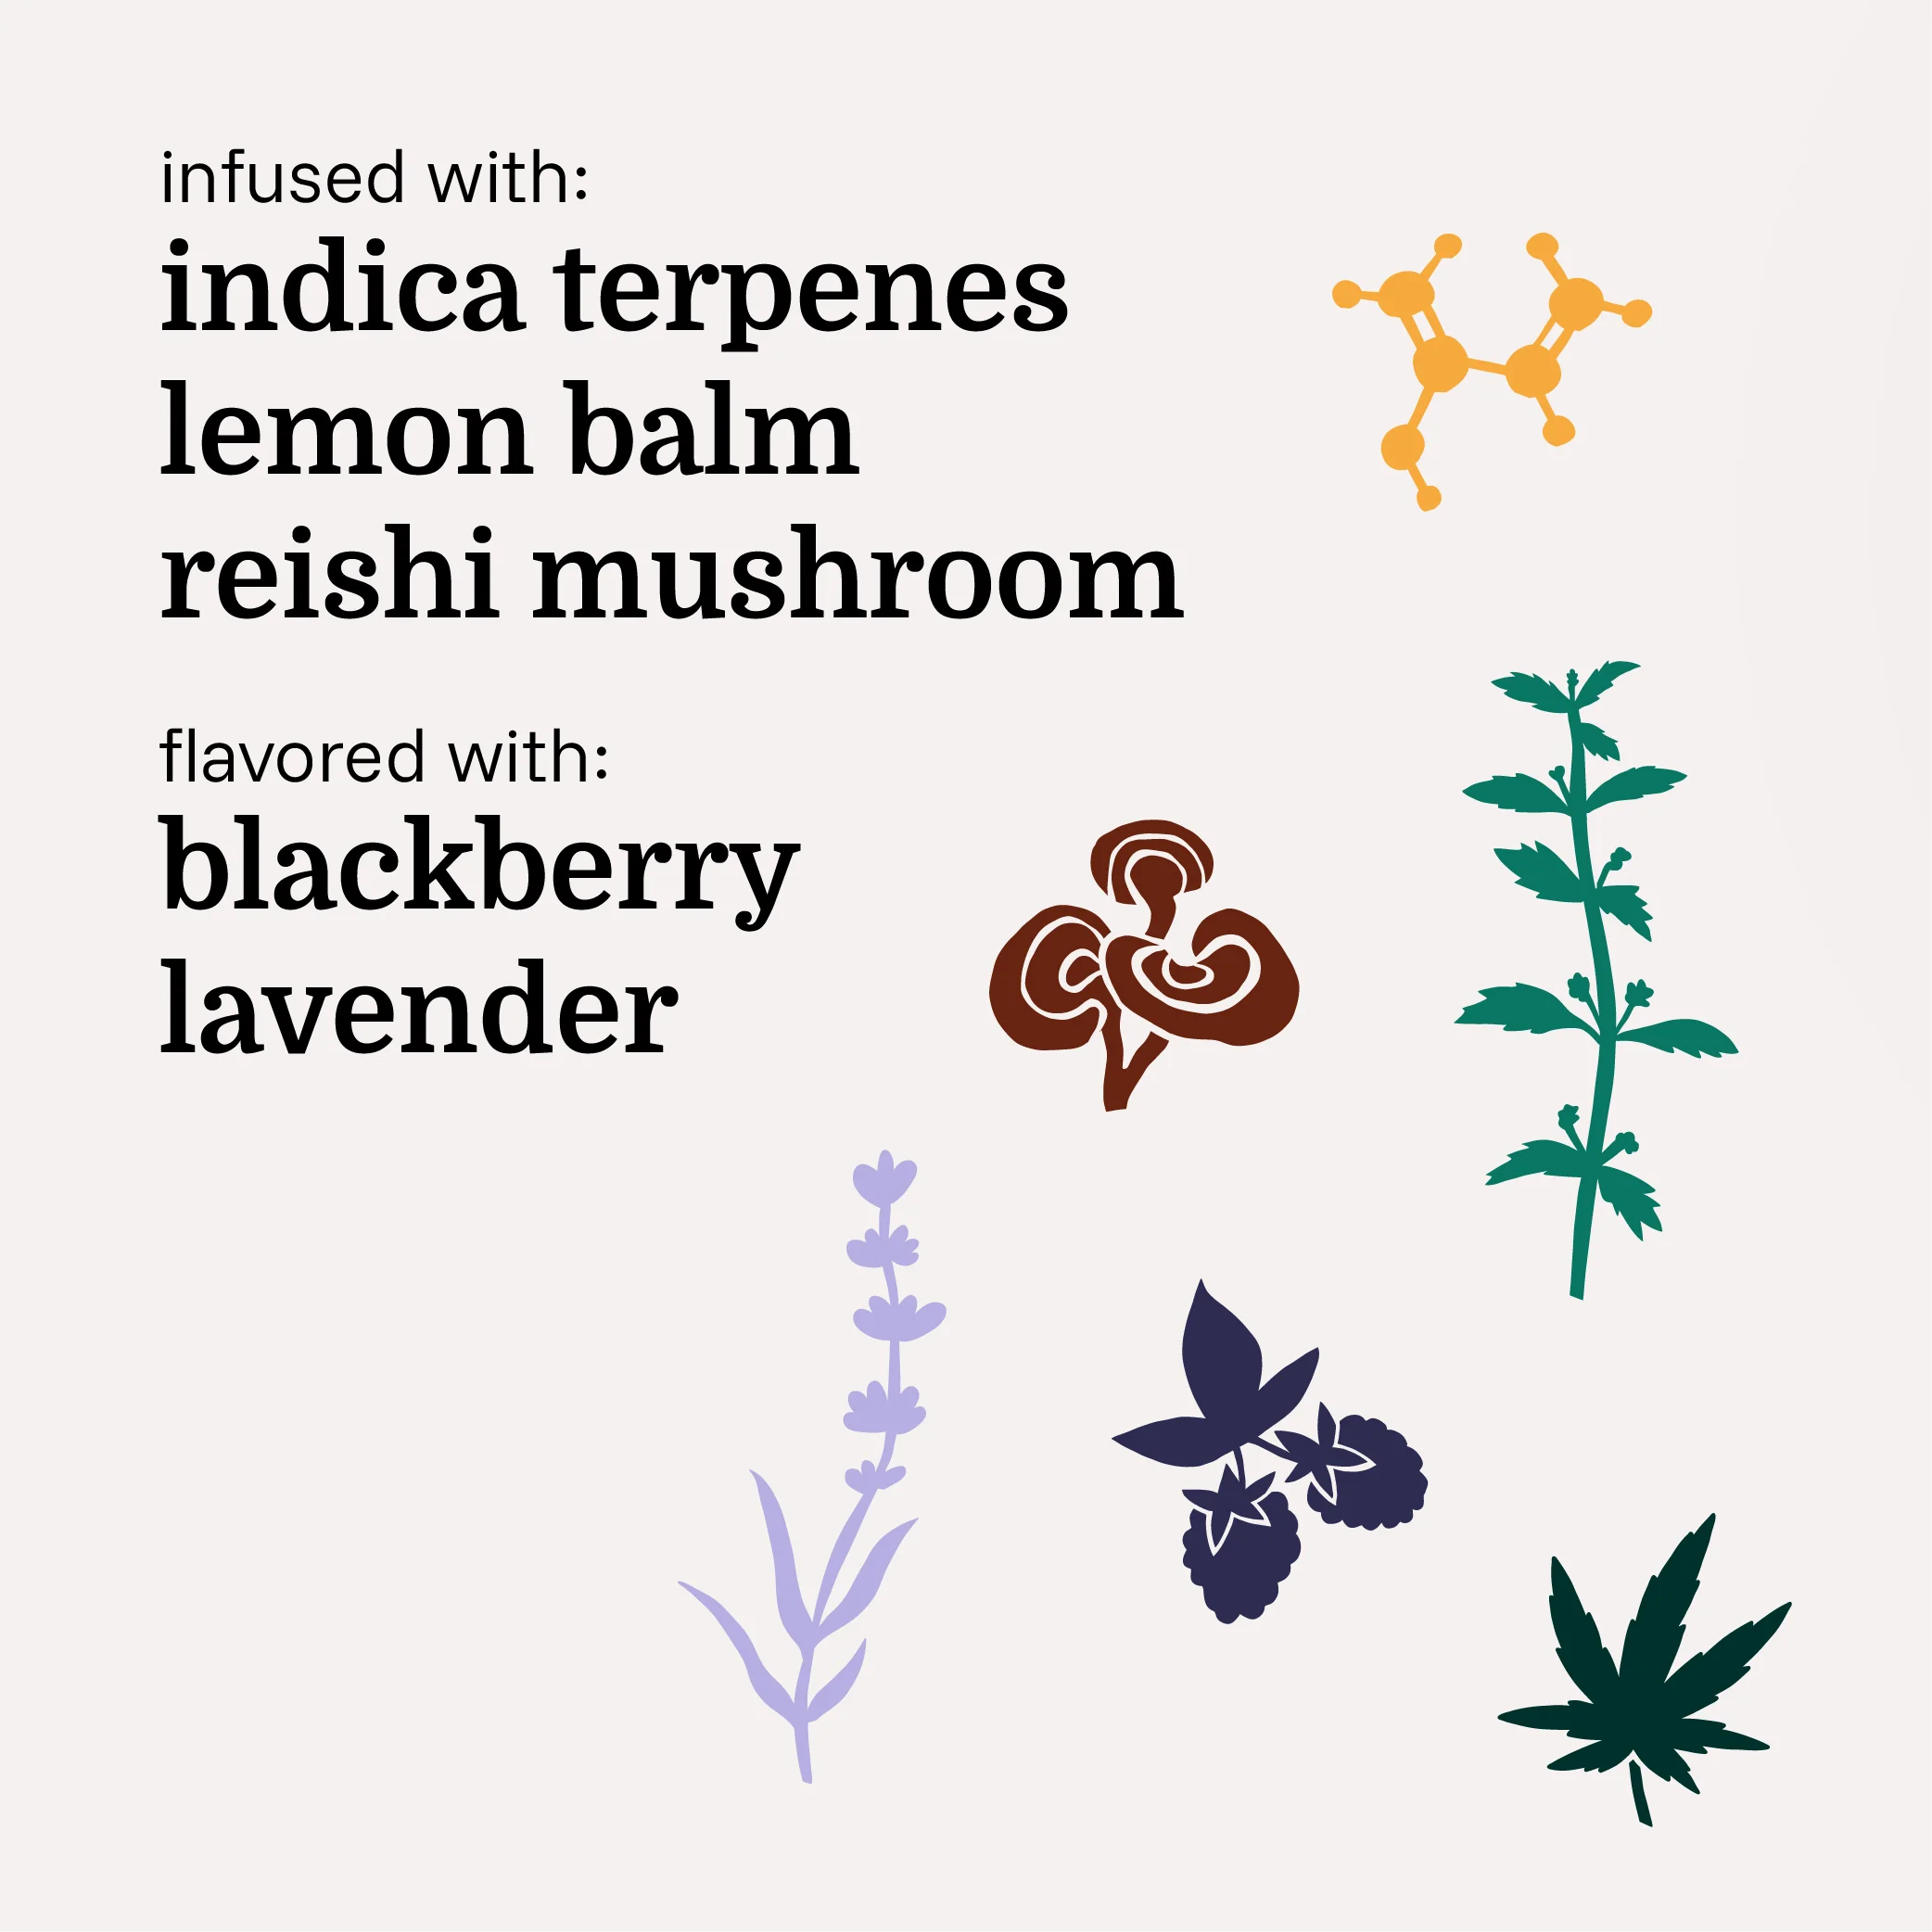 infused with:
indica terpenes
lemon balm
reishi mushroom
flavored with:
blackberry
lavender